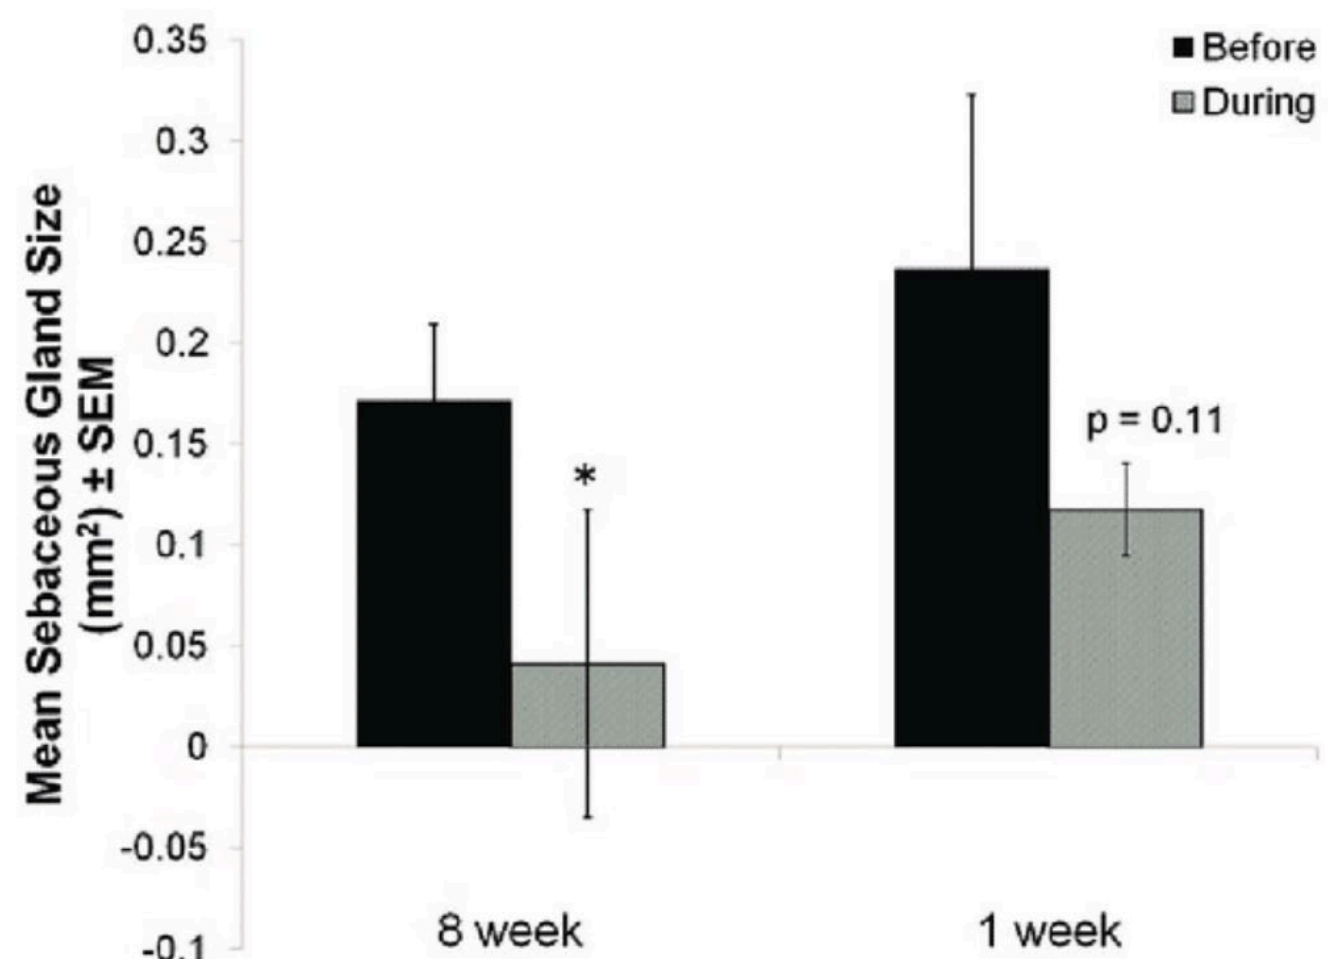 0.35
0.3
0.25
0.2
0.15
0.1
0.05
0
-0.05
-0.1
Mean Sebaceous Gland Size
(mm²) ± SEM
Before
During
*
p = 0.11
8 week
1 week